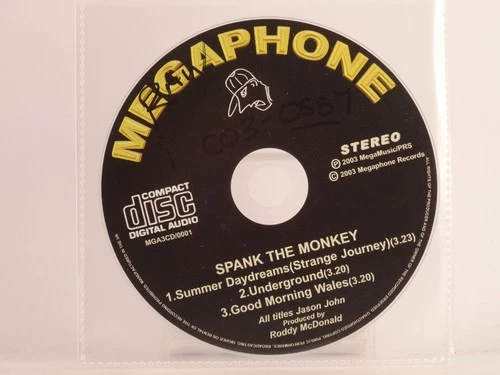 MEGAPHONE
C03-0557
STEREO
Ⓟ 2003 MegaMusic/PRS
© 2003 Megaphone Records
COMPACT
disc
DIGITAL AUDIO
MGA3CD/0001
SPANK THE MONKEY
1.Summer Daydreams(Strange Journey)(3.23)
2.Underground(3.20)
3.Good Morning Wales(3.20)
All titles Jason John
Produced by
Roddy McDonald